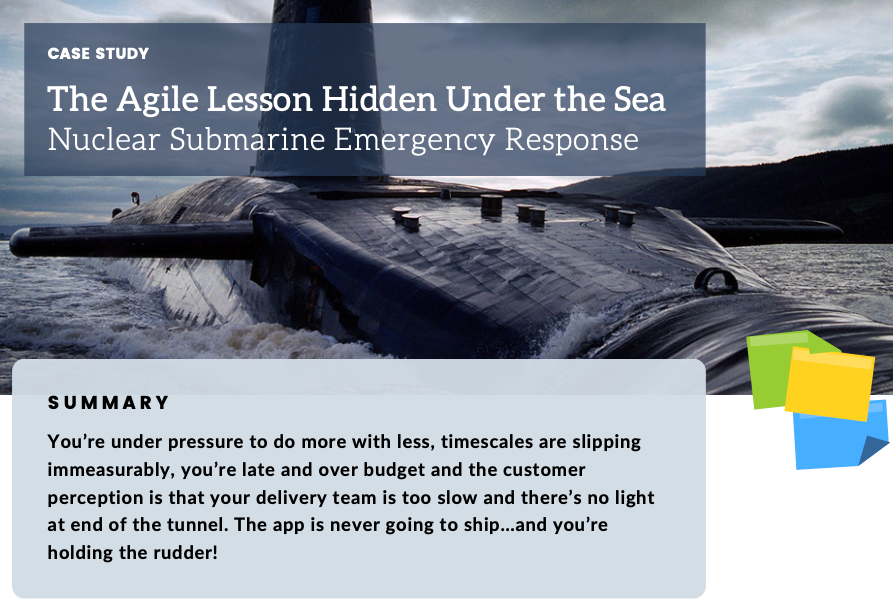 CASE STUDY
The Agile Lesson Hidden Under the Sea
Nuclear Submarine Emergency Response
SUMMARY
You’re under pressure to do more with less, timescales are slipping
immeasurably, you’re late and over budget and the customer
perception is that your delivery team is too slow and there’s no light
at end of the tunnel. The app is never going to ship...and you’re
holding the rudder!